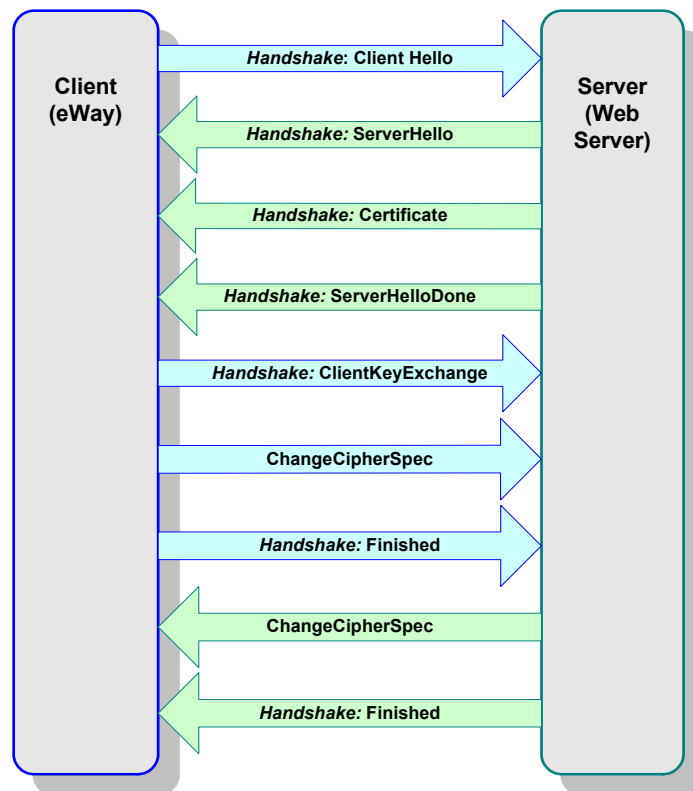 Client
(eWay)
Server
(Web
Server)
Handshake: Client Hello
Handshake: ServerHello
Handshake: Certificate
Handshake: ServerHelloDone
Handshake: ClientKeyExchange
ChangeCipherSpec
Handshake: Finished
ChangeCipherSpec
Handshake: Finished